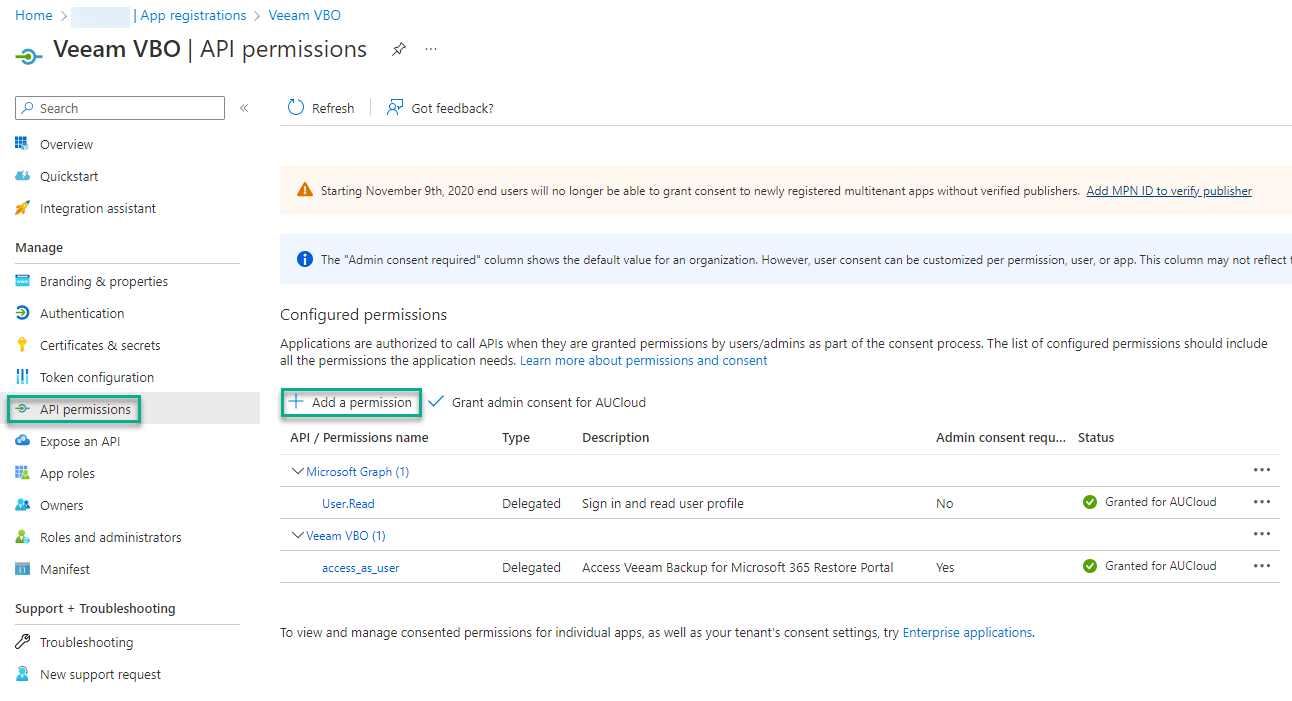 Home > | App registrations > Veeam VBO
Veeam VBO | API permissions ...
Search «
Refresh | Got feedback?
Overview
Quickstart
Integration assistant
Manage
Branding & properties
Authentication
Certificates & secrets
Token configuration
API permissions
Expose an API
App roles
Owners
Roles and administrators
Manifest
Support + Troubleshooting
Troubleshooting
New support request
Starting November 9th, 2020 end users will no longer be able to grant consent to newly registered multitenant apps without verified publishers. Add MPN ID to verify publisher
The "Admin consent required" column shows the default value for an organization. However, user consent can be customized per permission, user, or app. This column may not reflect t
Configured permissions
Applications are authorized to call APIs when they are granted permissions by users/admins as part of the consent process. The list of configured permissions should include
all the permissions the application needs. Learn more about permissions and consent
+ Add a permission Grant admin consent for AUCloud
API / Permissions name Type Description Admin consent requ... Status
Microsoft Graph (1) ...
User.Read Delegated Sign in and read user profile No Granted for AUCloud ...
Veeam VBO (1) ...
access_as_user Delegated Access Veeam Backup for Microsoft 365 Restore Portal Yes Granted for AUCloud ...
To view and manage consented permissions for individual apps, as well as your tenant's consent settings, try Enterprise applications.